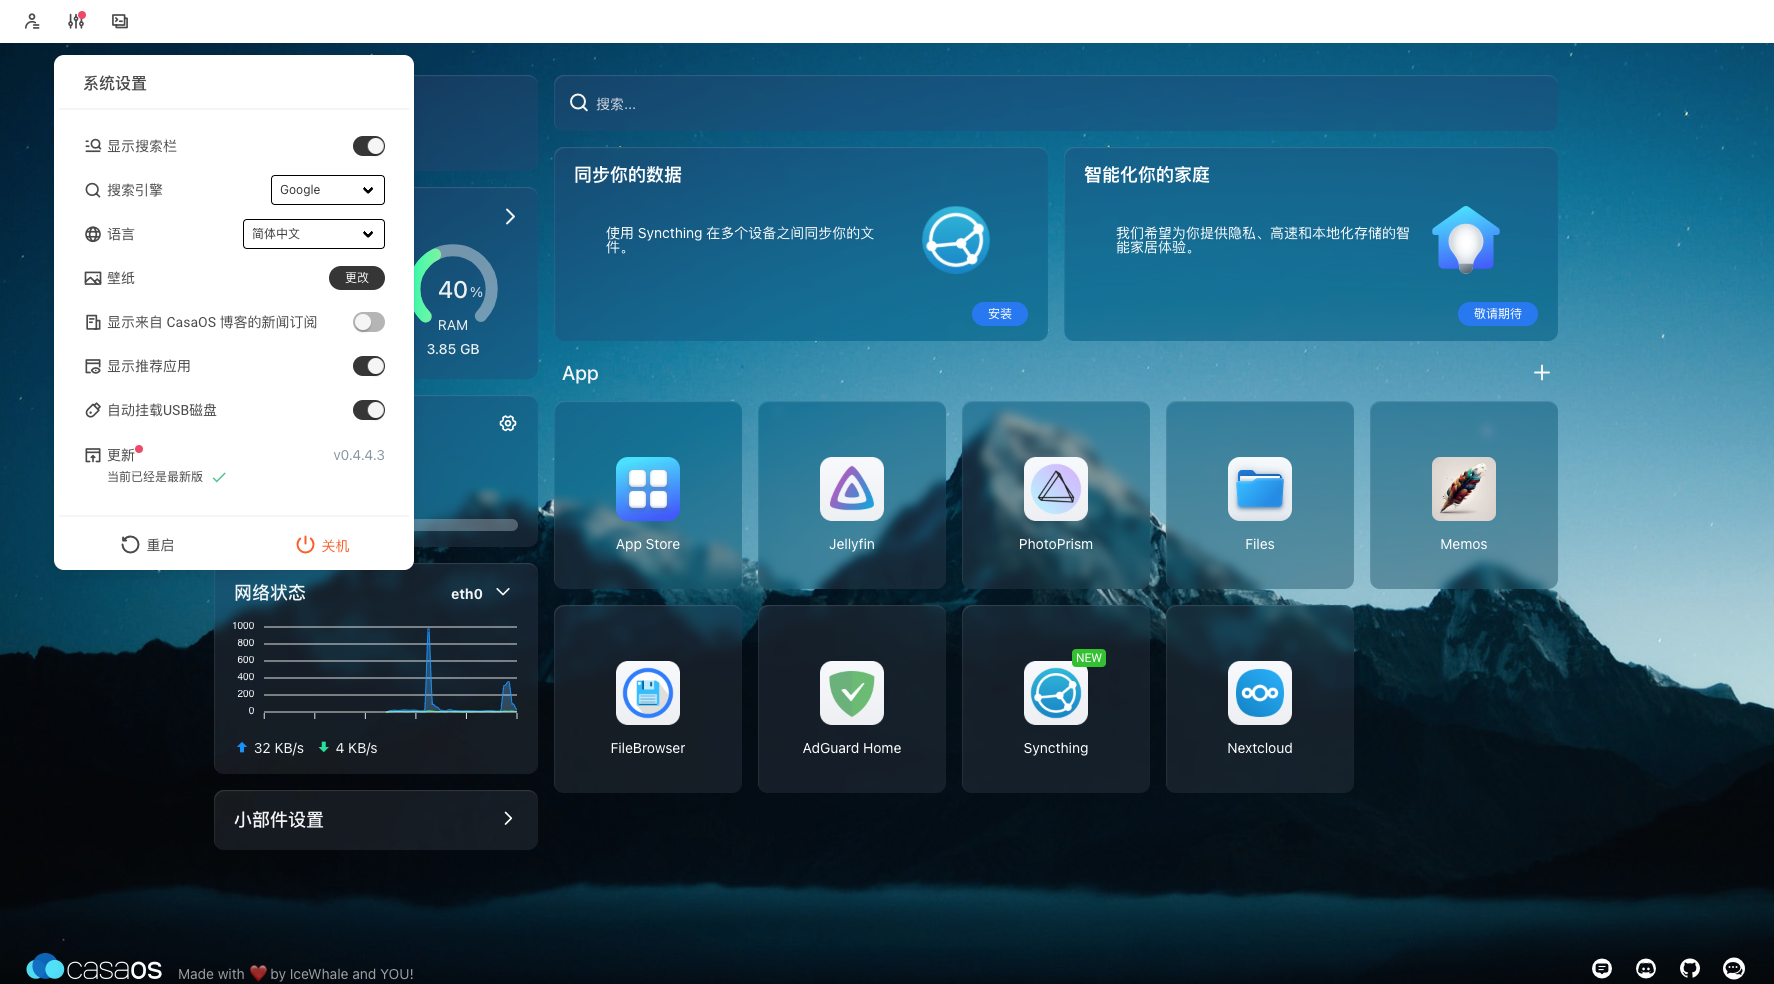 系统设置
显示搜索栏
搜索引擎
Google
语言
简体中文
壁纸
更改
显示来自 CasaOS 博客的新闻订阅
显示推荐应用
自动挂载USB磁盘
更新
v0.4.4.3
当前已经是最新版
重启
关机
40%
RAM
3.85 GB
网络状态
eth0
1000
800
600
400
200
0
32 KB/s
4 KB/s
小部件设置
搜索...
同步你的数据
使用 Syncthing 在多个设备之间同步你的文
件。
安装
智能化你的家庭
我们希望为你提供隐私、高速和本地化存储的智
能家居体验。
敬请期待
App
App Store
Jellyfin
PhotoPrism
Files
Memos
FileBrowser
AdGuard Home
NEW
Syncthing
Nextcloud
casaOS
Made with ❤️ by IceWhale and YOU!